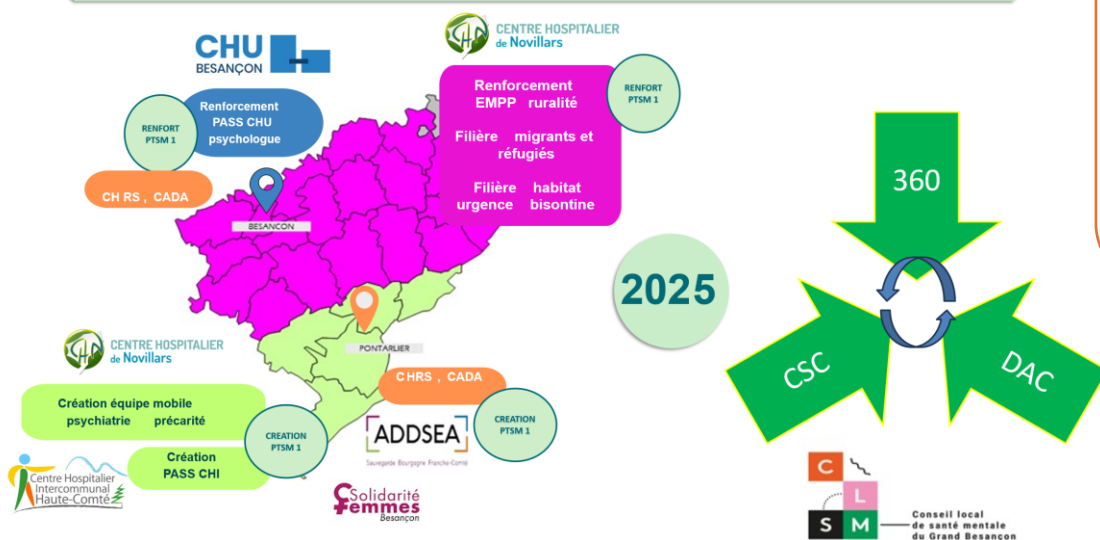 CHU
BESANÇON
CENTRE HOSPITALIER
de Novillars
Renforcement
PASS CHU
psychologue
RENFORT
PTSM 1
CH RS , CADA
Renforcement
EMPP ruralité
Filière migrants et
réfugiés
Filière habitat
urgence bisontine
RENFORT
PTSM 1
BESANCON
PONTARLIER
2025
360
CSC
DAC
CENTRE HOSPITALIER
de Novillars
Création équipe mobile
psychiatrie précarité
Création
PASS CHI
CREATION
PTSM 1
C HRS , CADA
CREATION
PTSM 1
ADDSEA
Sauvegarde Bourgogne Franche-Comté
Centre Hospitalier
Intercommunal
Haute-Comté
Solidarité
Femmes
Besançon
C
L
S M
Conseil local
de santé mentale
du Grand Besançon